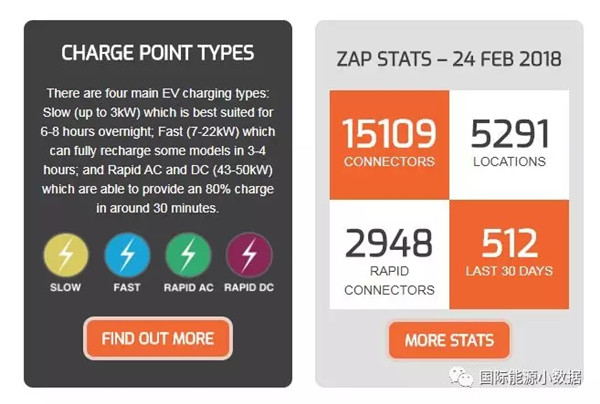 CHARGE POINT TYPES
There are four main EV charging types:
Slow (up to 3kW) which is best suited for
6-8 hours overnight; Fast (7-22kW) which
can fully recharge some models in 3-4
hours; and Rapid AC and DC (43-50kW)
which are able to provide an 80% charge
in around 30 minutes.
SLOW
FAST
RAPID AC
RAPID DC
FIND OUT MORE
ZAP STATS – 24 FEB 2018
15109
CONNECTORS
5291
LOCATIONS
2948
RAPID
CONNECTORS
512
LAST 30 DAYS
MORE STATS
国际能源小数据